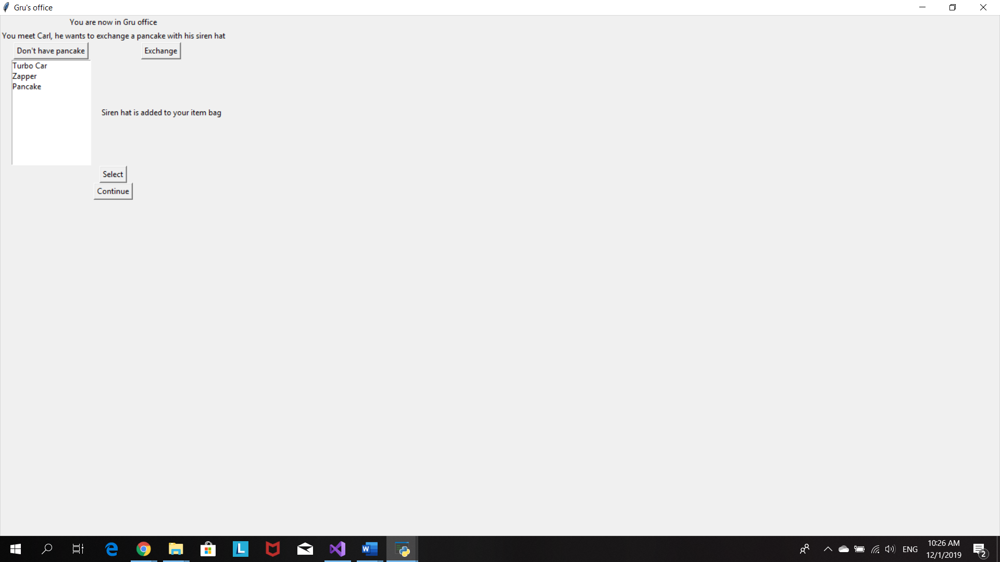 Gru's office
You are now in Gru office
You meet Carl, he wants to exchange a pancake with his siren hat
Don't have pancake
Exchange
Turbo Car
Zapper
Pancake
Siren hat is added to your item bag
Select
Continue
L
W
ENG
10:26 AM
12/1/2019
2